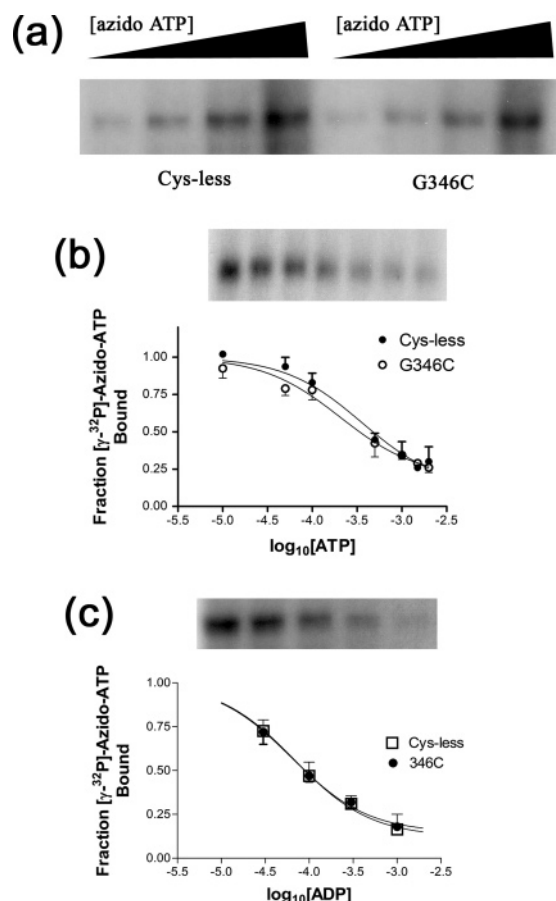 (a)
[azido ATP] [azido ATP]
Cys-less G346C
(b)
Cys-less
G346C
Fraction [γ-³²P]-Azido-ATP
Bound
1.00
0.75
0.50
0.25
0.00
-5.5 -5.0 -4.5 -4.0 -3.5 -3.0 -2.5
log₁₀[ATP]
(c)
Cys-less
346C
Fraction [γ-³²P]-Azido-ATP
Bound
1.00
0.75
0.50
0.25
0.00
-5.5 -5.0 -4.5 -4.0 -3.5 -3.0 -2.5
log₁₀[ADP]